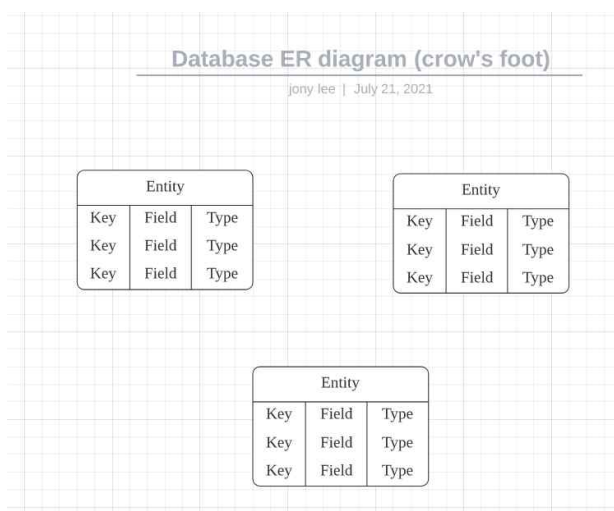 Database ER diagram (crow's foot)
jony lee | July 21, 2021
Entity
Key Field Type
Key Field Type
Key Field Type
Entity
Key Field Type
Key Field Type
Key Field Type
Entity
Key Field Type
Key Field Type
Key Field Type